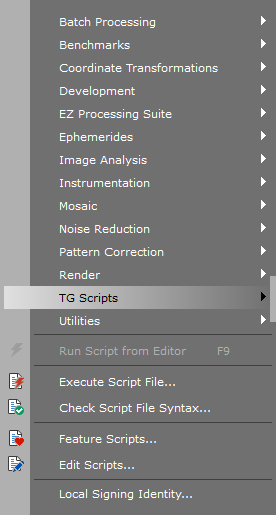 Batch Processing
Benchmarks
Coordinate Transformations
Development
EZ Processing Suite
Ephemerides
Image Analysis
Instrumentation
Mosaic
Noise Reduction
Pattern Correction
Render
TG Scripts
Utilities
Run Script from Editor F9
Execute Script File...
Check Script File Syntax...
Feature Scripts...
Edit Scripts...
Local Signing Identity...